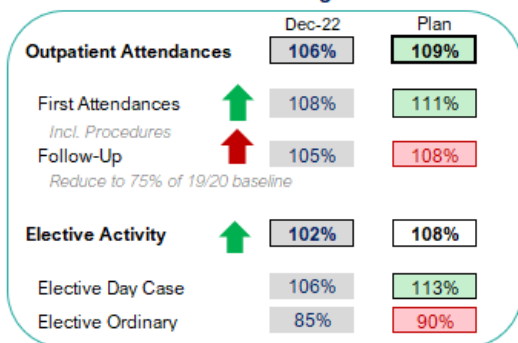 Dec-22 Plan
Outpatient Attendances 106% 109%
First Attendances 108% 111%
Incl. Procedures
Follow-Up 105% 108%
Reduce to 75% of 19/20 baseline
Elective Activity 102% 108%
Elective Day Case 106% 113%
Elective Ordinary 85% 90%